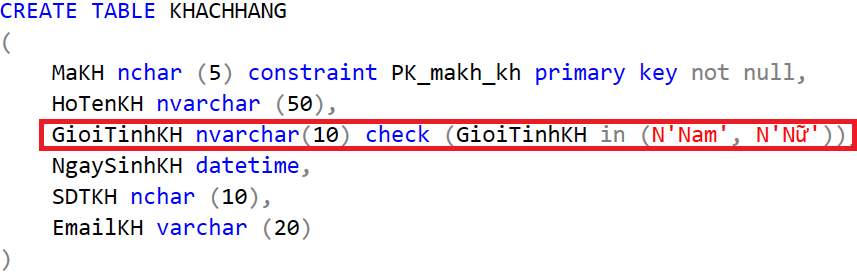 CREATE TABLE KHACHHANG
(
MaKH nchar (5) constraint PK_makh_kh primary key not null,
HoTenKH nvarchar (50),
GioiTinhKH nvarchar(10) check (GioiTinhKH in (N'Nam', N'Nữ')),
NgaySinhKH datetime,
SDTKH nchar (10),
EmailKH varchar (20)
)